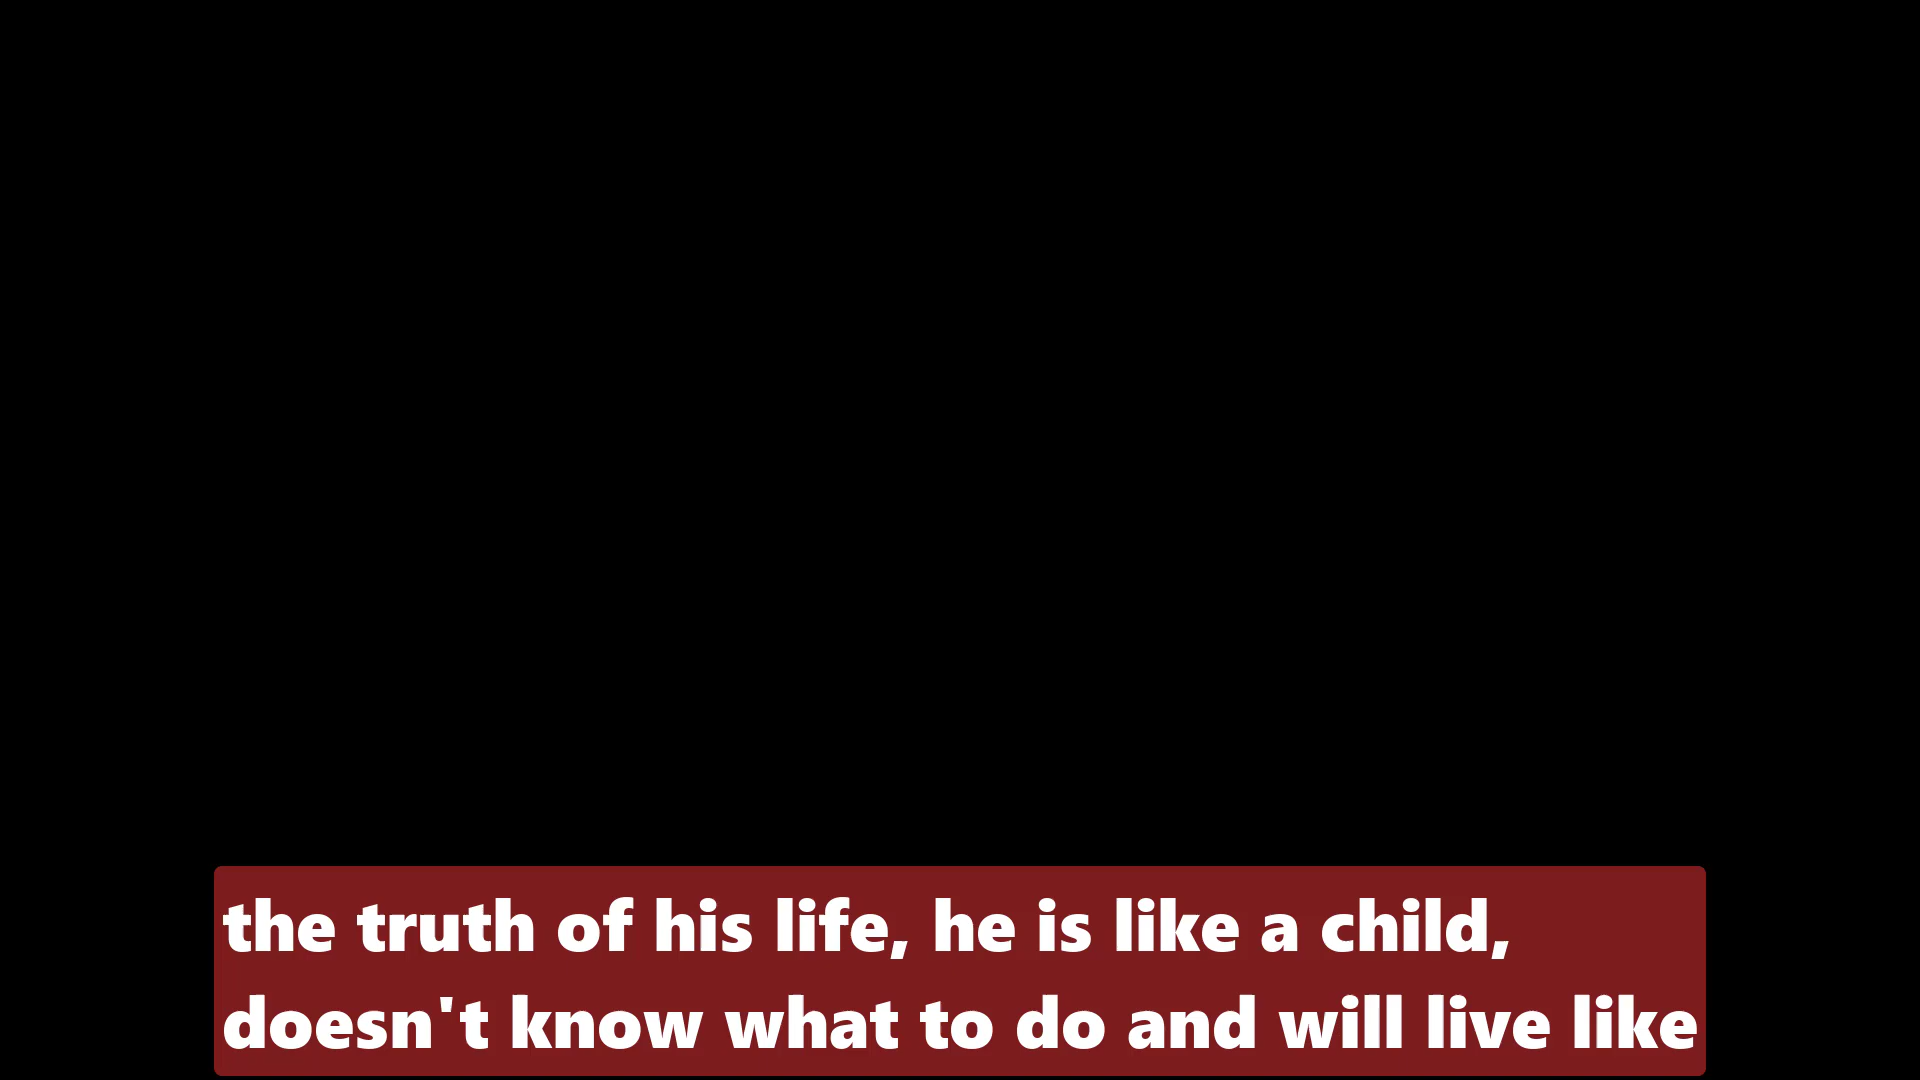 the truth of his life, he is like a child,
doesn't know what to do and will live like